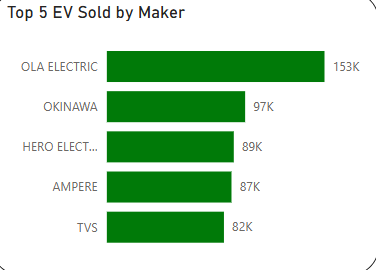 Top 5 EV Sold by Maker
OLA ELECTRIC 153K
OKINAWA 97K
HERO ELECT... 89K
AMPERE 87K
TVS 82K